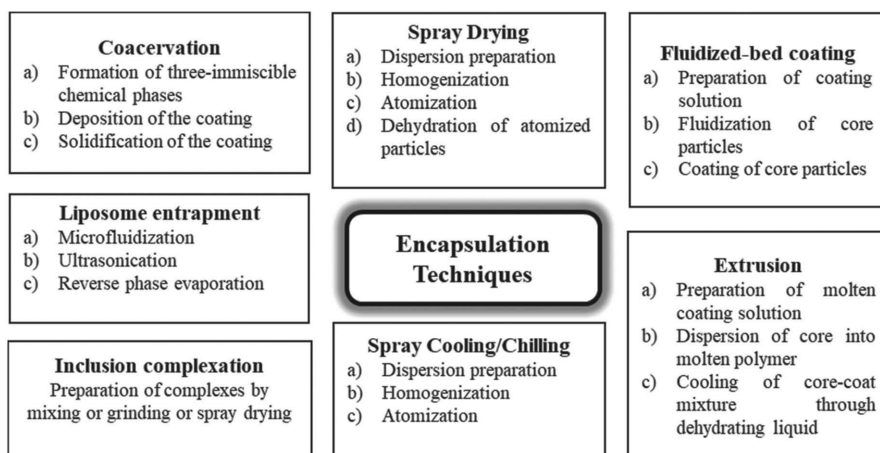 Coacervation
a) Formation of three-immiscible
chemical phases
b) Deposition of the coating
c) Solidification of the coating
Spray Drying
a) Dispersion preparation
b) Homogenization
c) Atomization
d) Dehydration of atomized
particles
Fluidized-bed coating
a) Preparation of coating
solution
b) Fluidization of core
particles
c) Coating of core particles
Liposome entrapment
a) Microfluidization
b) Ultrasonication
c) Reverse phase evaporation
Encapsulation
Techniques
Extrusion
a) Preparation of molten
coating solution
b) Dispersion of core into
molten polymer
c) Cooling of core-coat
mixture through
dehydrating liquid
Inclusion complexation
Preparation of complexes by
mixing or grinding or spray drying
Spray Cooling/Chilling
a) Dispersion preparation
b) Homogenization
c) Atomization